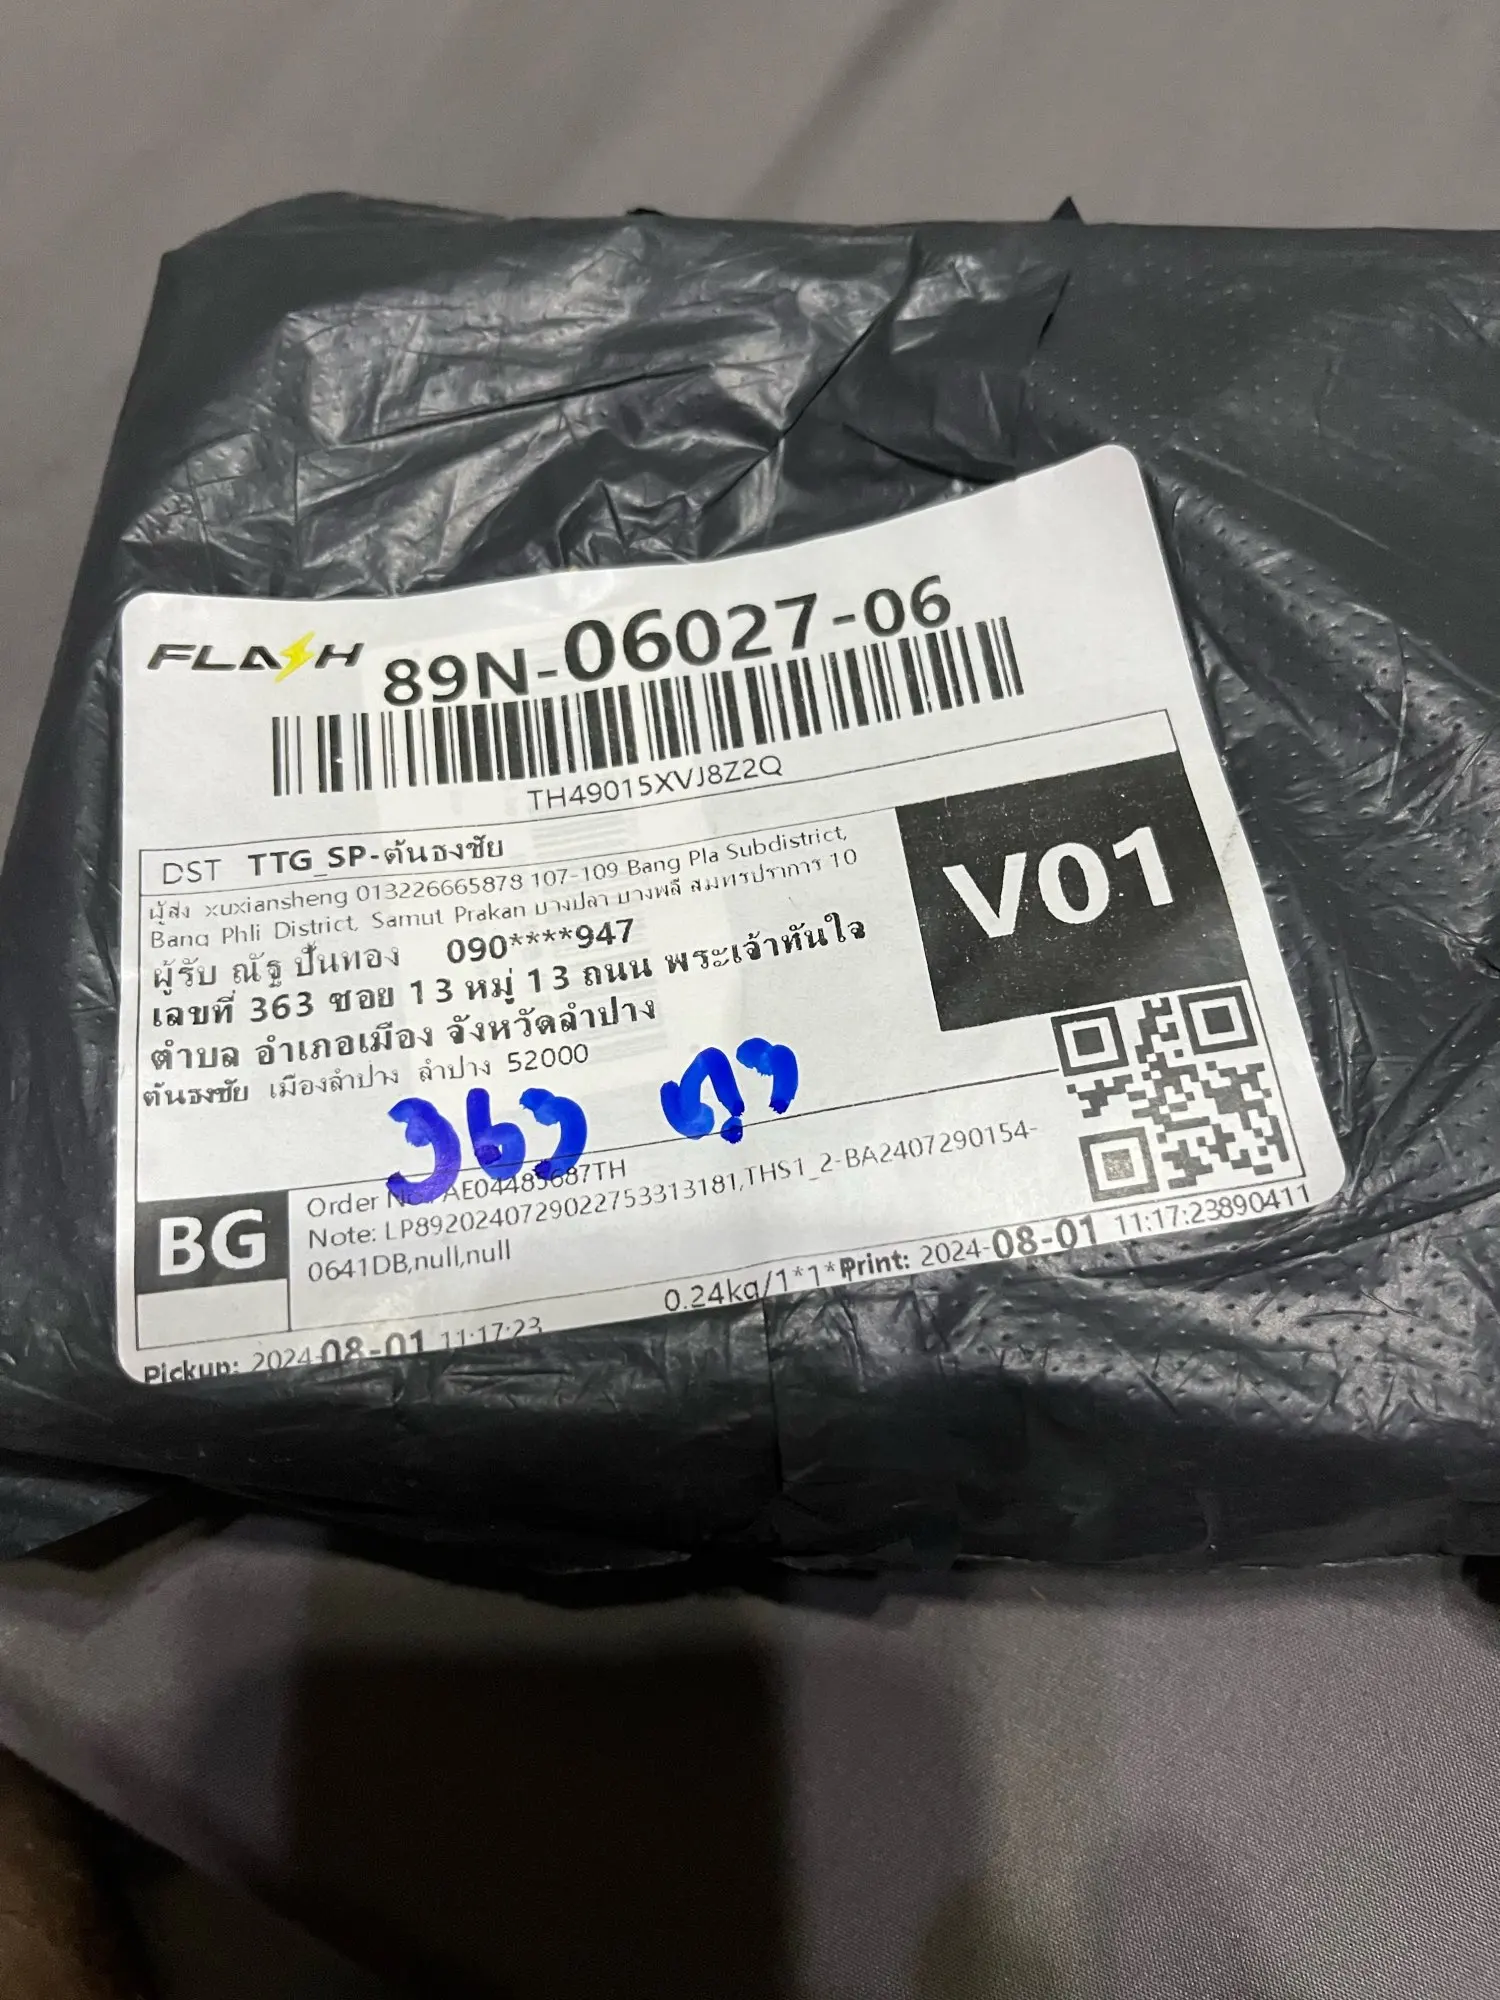 FLASH 89N-06027-06
TH49015XVJ8Z2Q
DST TTG_SP-ต้นธงชัย
ผู้ส่ง xuxiansheng 013226665878 107-109 Bang Pla Subdistrict,
Bang Phli District, Samut Prakan บางปลา บางพลี สมุทรปราการ 10
ผู้รับ ณัฐ ปั้นทอง 090****947
เลขที่ 363 ซอย 13 หมู่ 13 ถนน พระเจ้าทันใจ
ตำบล อำเภอเมือง จังหวัดลำปาง
ต้นธงชัย เมืองลำปาง ลำปาง 52000
V01
363
BG
Order No.: AE04485687TH
Note: LP89202407290227533131​81,THS1_2-BA2407290154-
0641DB,null,null
0.24kg/1*1* Print: 2024-08-01 11:17:23890411
Pickup: 2024-08-01 11:17:23